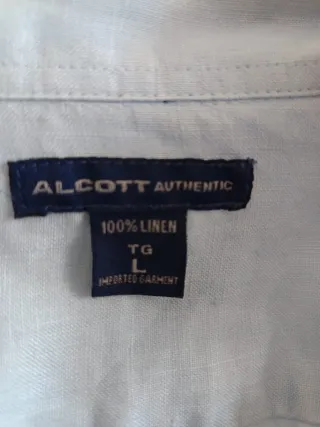 ALCOTT AUTHENTIC
100% LINEN
TG
L
IMPORTED GARMENT